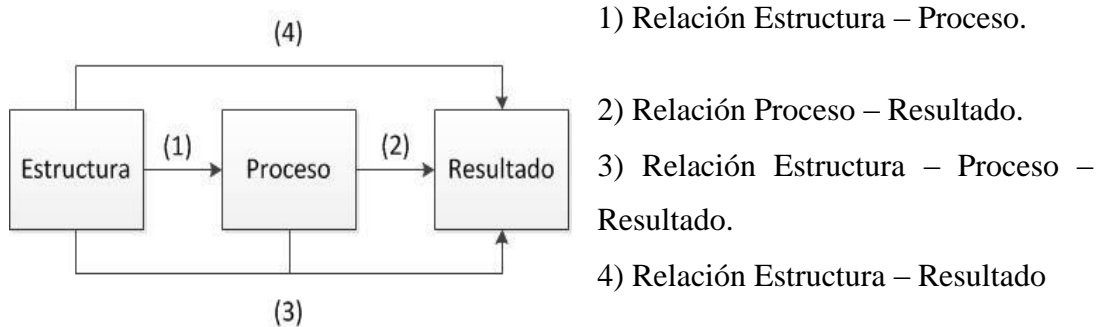 (4)
Estructura
(1)
Proceso
(2)
Resultado
(3)
1) Relación Estructura – Proceso.
2) Relación Proceso – Resultado.
3) Relación Estructura – Proceso –
Resultado.
4) Relación Estructura – Resultado